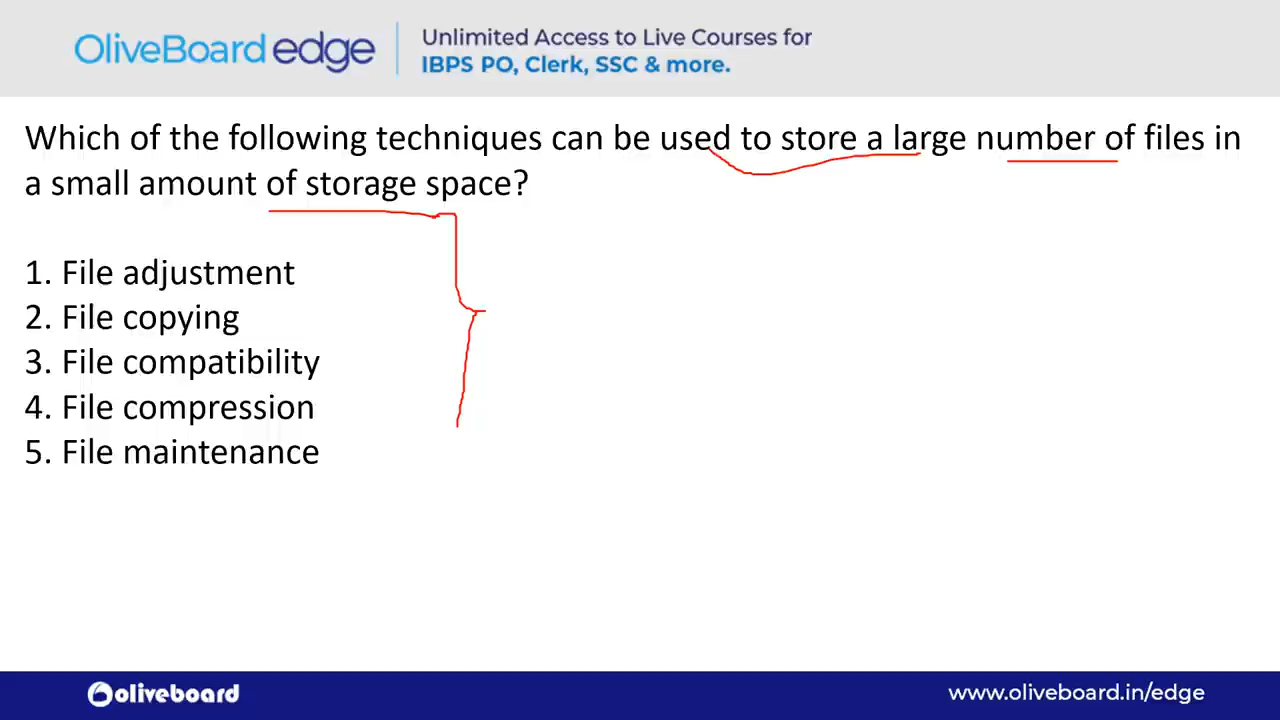 OliveBoard edge
Unlimited Access to Live Courses for
IBPS PO, Clerk, SSC & more.
Which of the following techniques can be used to store a large number of files in
a small amount of storage space?
1. File adjustment
2. File copying
3. File compatibility
4. File compression
5. File maintenance
oliveboard
www.oliveboard.in/edge